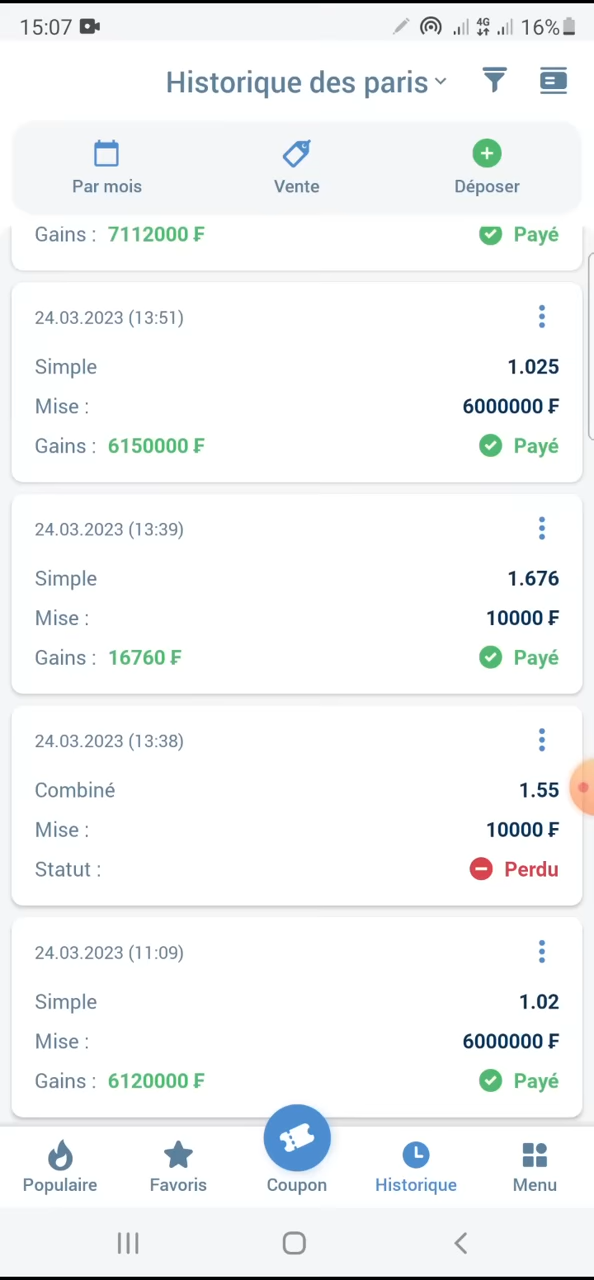 15:07 4G 16%
Historique des paris
Par mois Vente Déposer
Gains : 7112000 ₣ Payé
24.03.2023 (13:51)
Simple 1.025
Mise : 6000000 ₣
Gains : 6150000 ₣ Payé
24.03.2023 (13:39)
Simple 1.676
Mise : 10000 ₣
Gains : 16760 ₣ Payé
24.03.2023 (13:38)
Combiné 1.55
Mise : 10000 ₣
Statut : Perdu
24.03.2023 (11:09)
Simple 1.02
Mise : 6000000 ₣
Gains : 6120000 ₣ Payé
Populaire Favoris Coupon Historique Menu